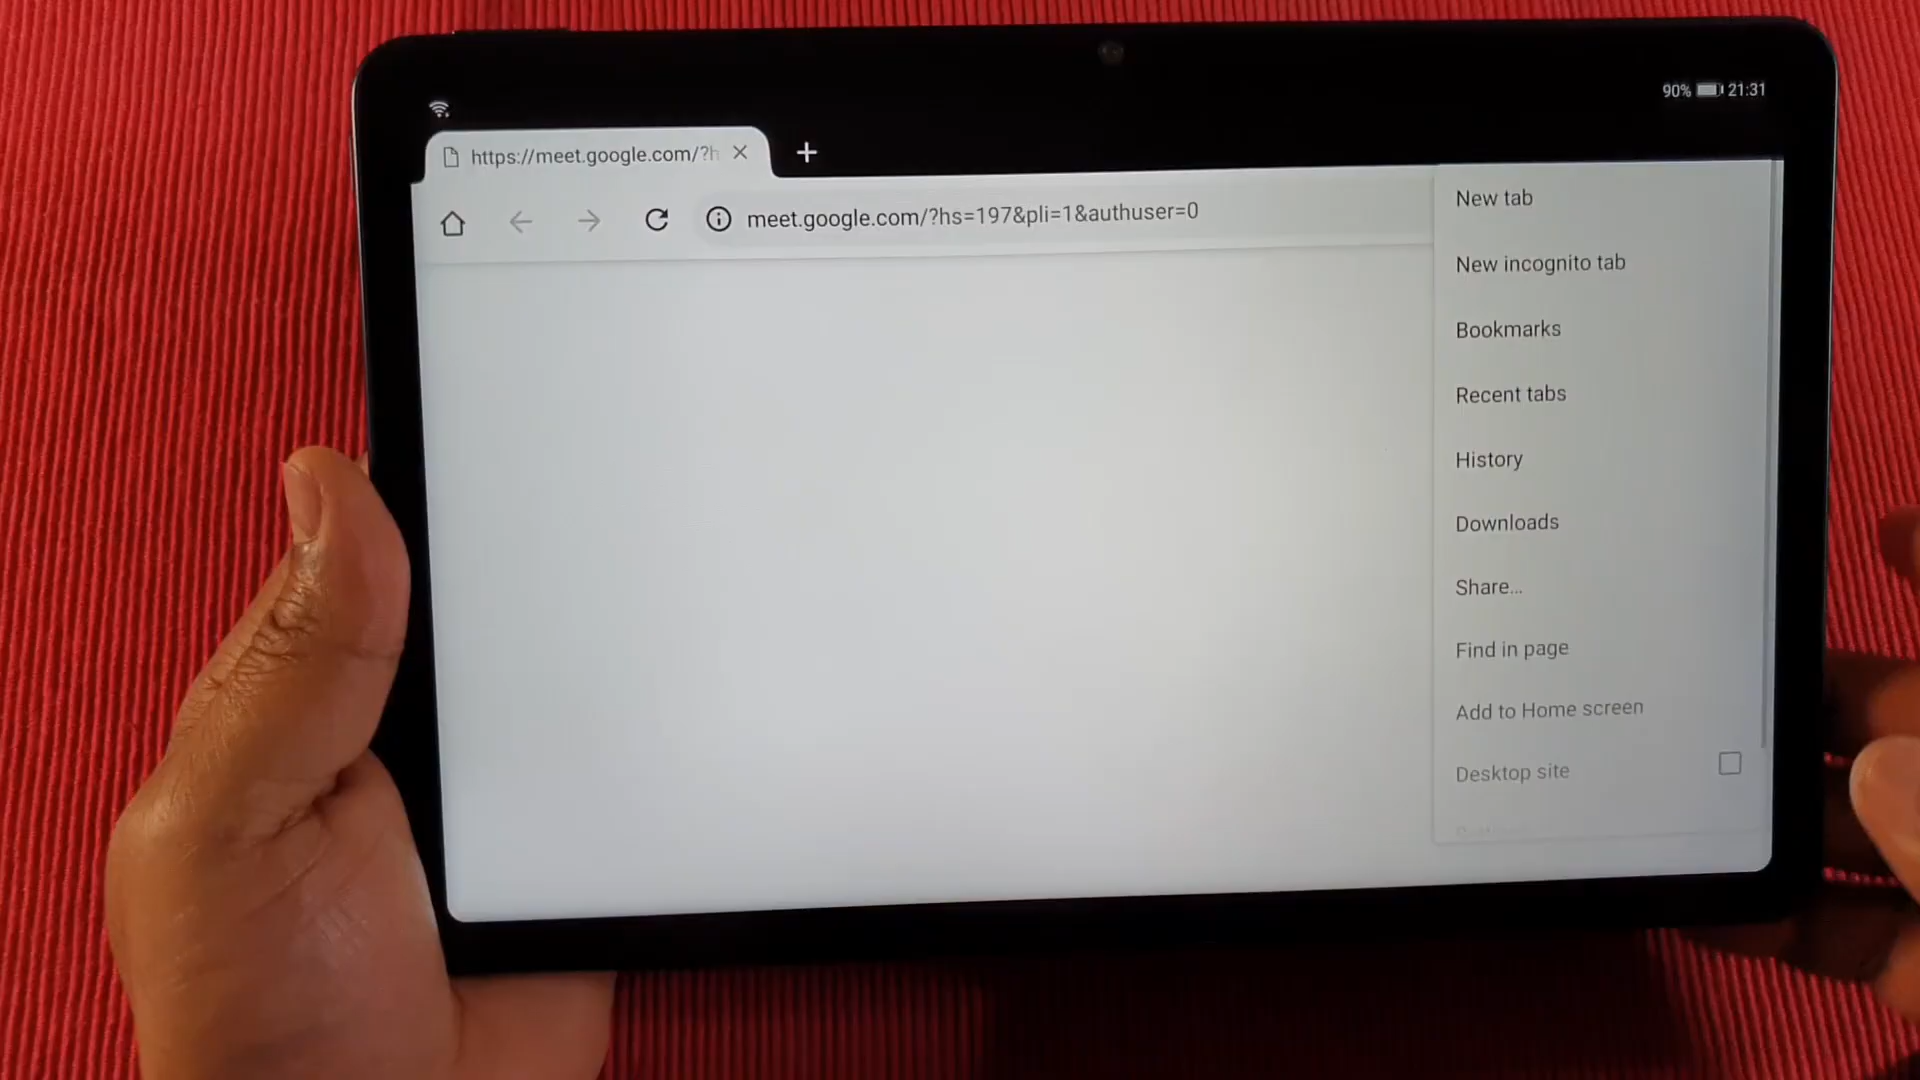 90% 21:31
https://meet.google.com/?h
meet.google.com/?hs=197&pli=1&authuser=0
New tab
New incognito tab
Bookmarks
Recent tabs
History
Downloads
Share...
Find in page
Add to Home screen
Desktop site